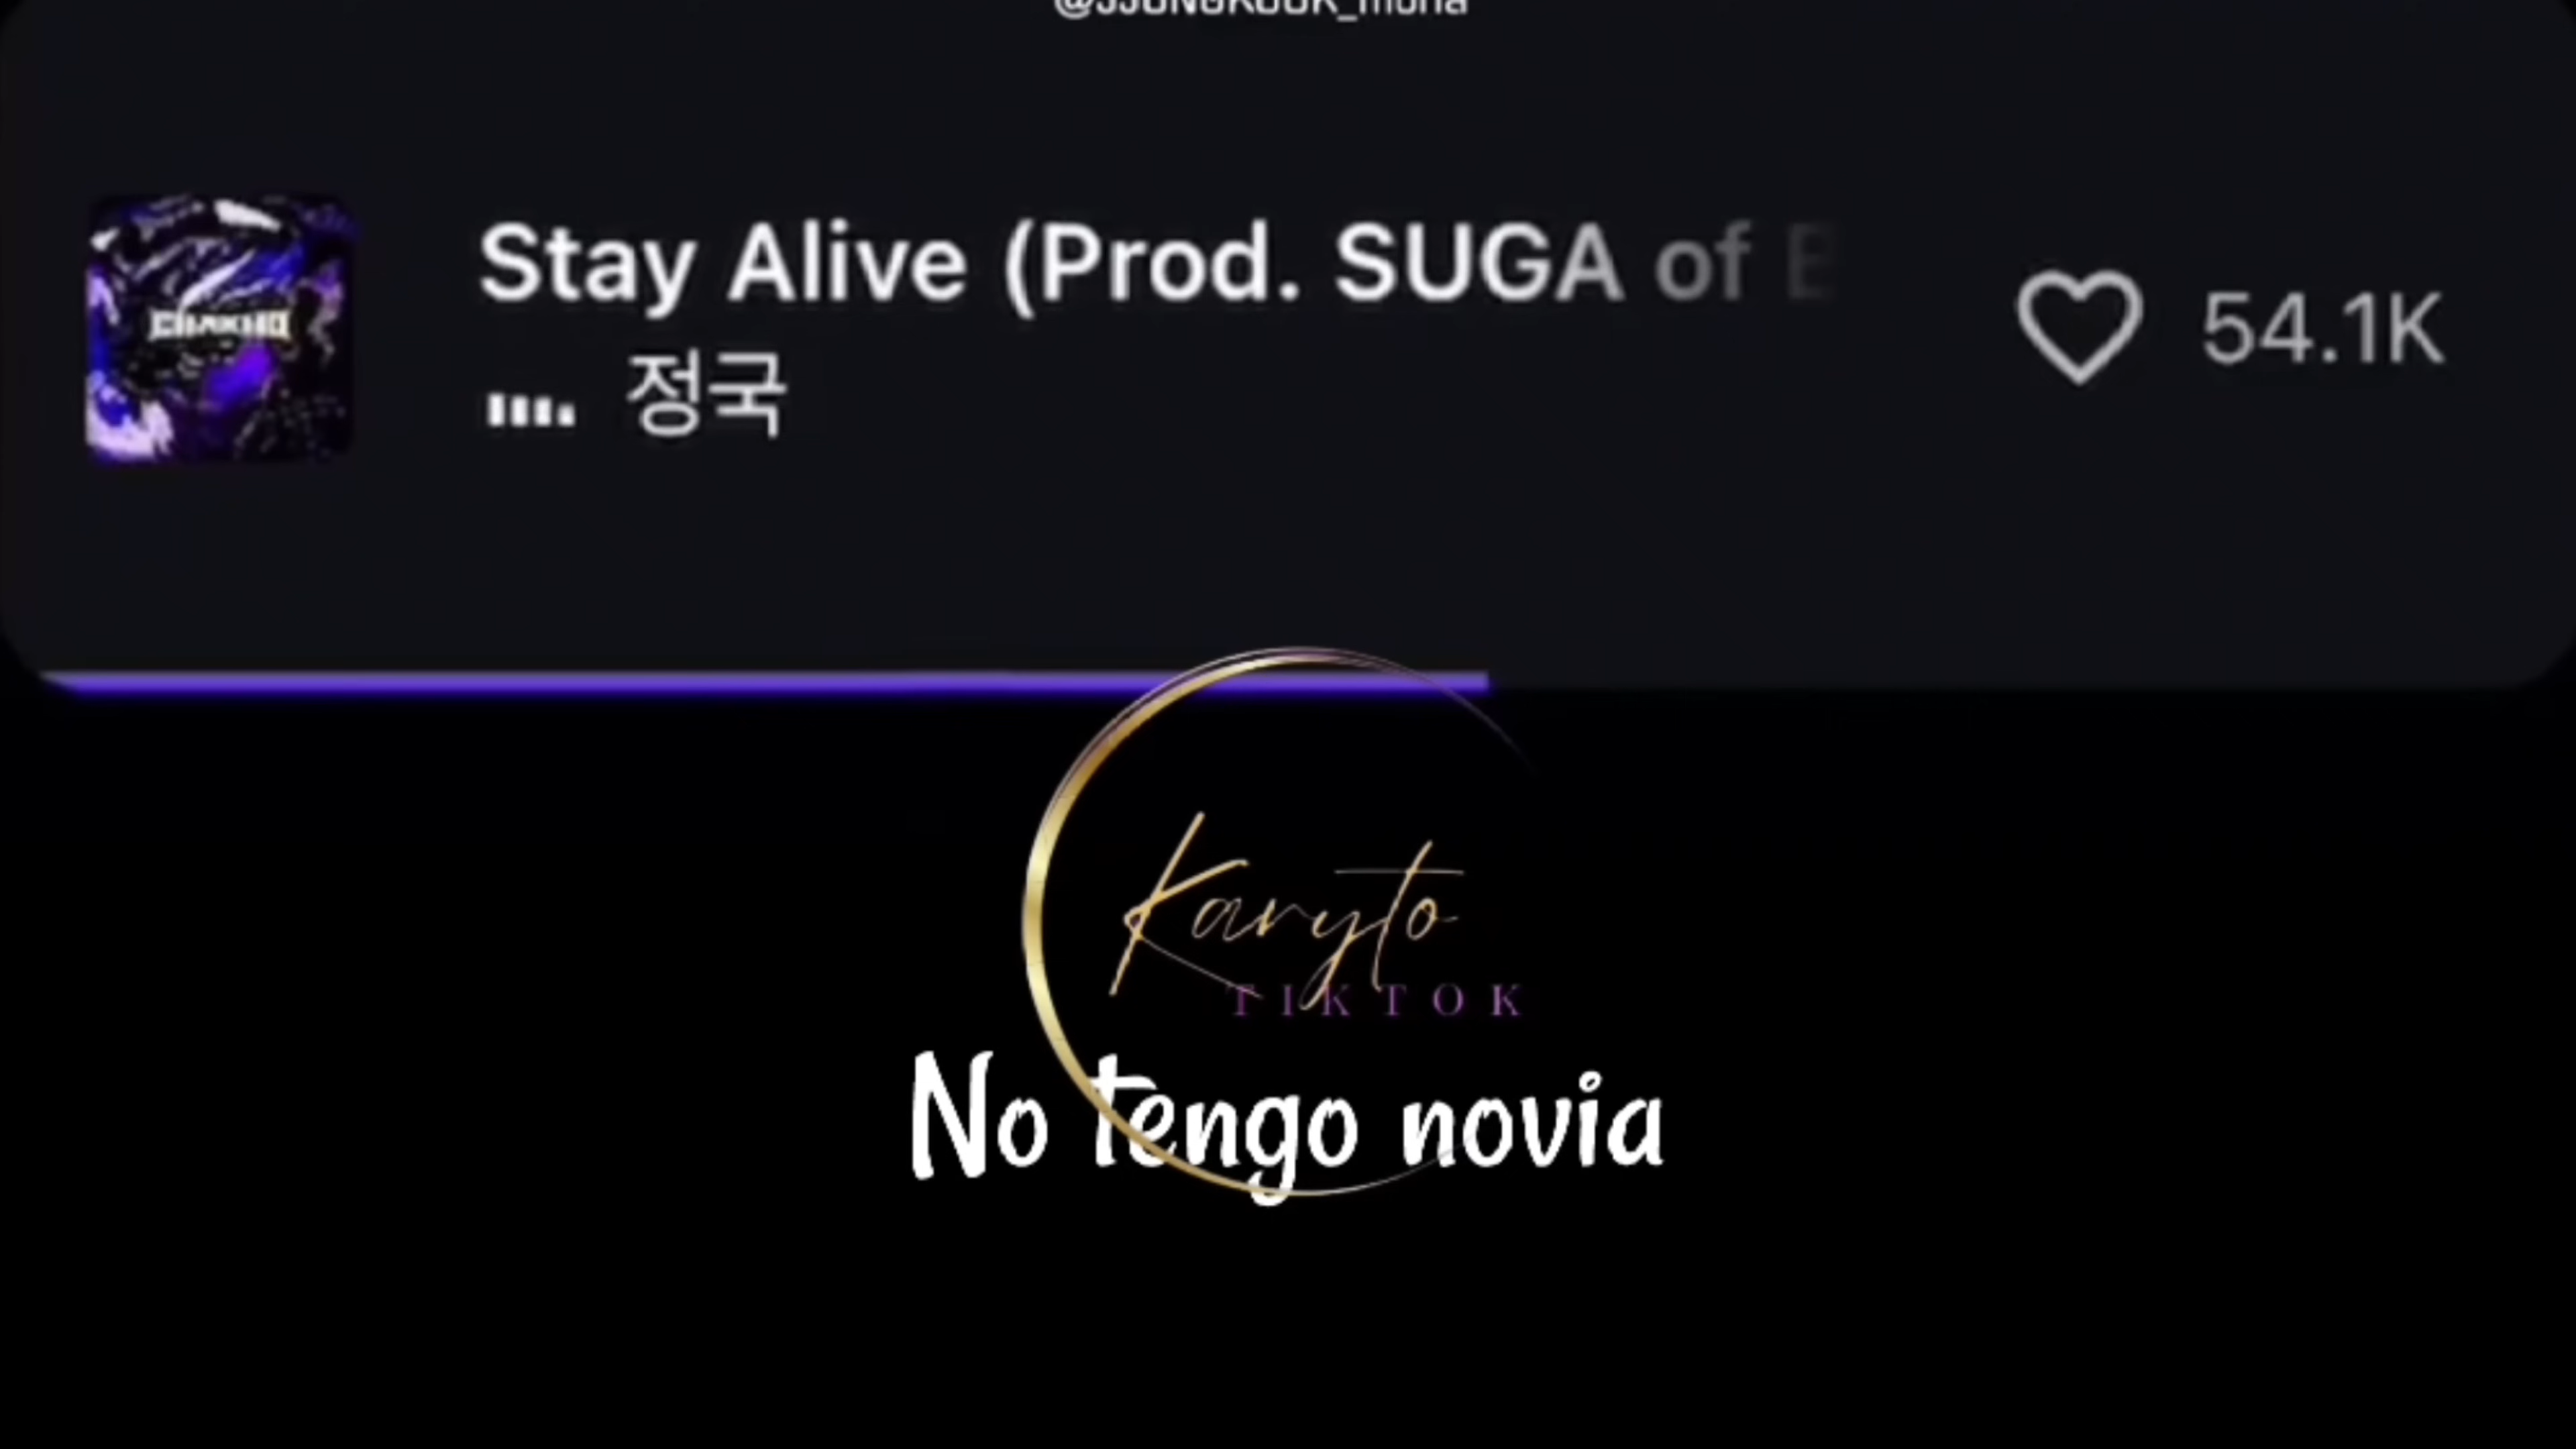 Stay Alive (Prod. SUGA of B
정국
54.1K
Karyto
TIKTOK
No tengo novia